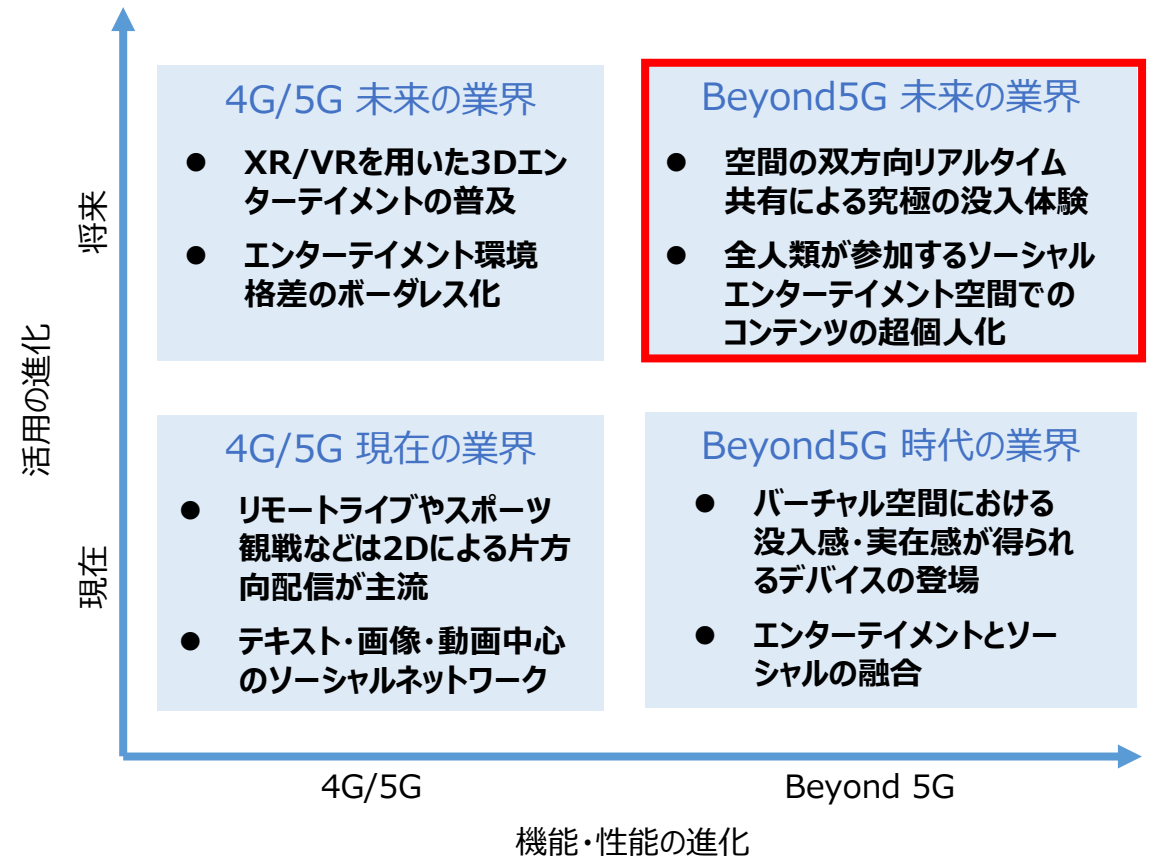 4G/5G 未来の業界
● XR/VRを用いた3Dエン
ターテイメントの普及
● エンターテイメント環境
格差のボーダレス化
Beyond5G 未来の業界
● 空間の双方向リアルタイム
共有による究極の没入体験
● 全人類が参加するソーシャル
エンターテイメント空間での
コンテンツの超個人化
将来
活用の進化
現在
4G/5G 現在の業界
● リモートライブやスポーツ
観戦などは2Dによる片方
向配信が主流
● テキスト・画像・動画中心
のソーシャルネットワーク
Beyond5G 時代の業界
● バーチャル空間における
没入感・実在感が得られ
るデバイスの登場
● エンターテイメントとソー
シャルの融合
4G/5G
Beyond 5G
機能・性能の進化